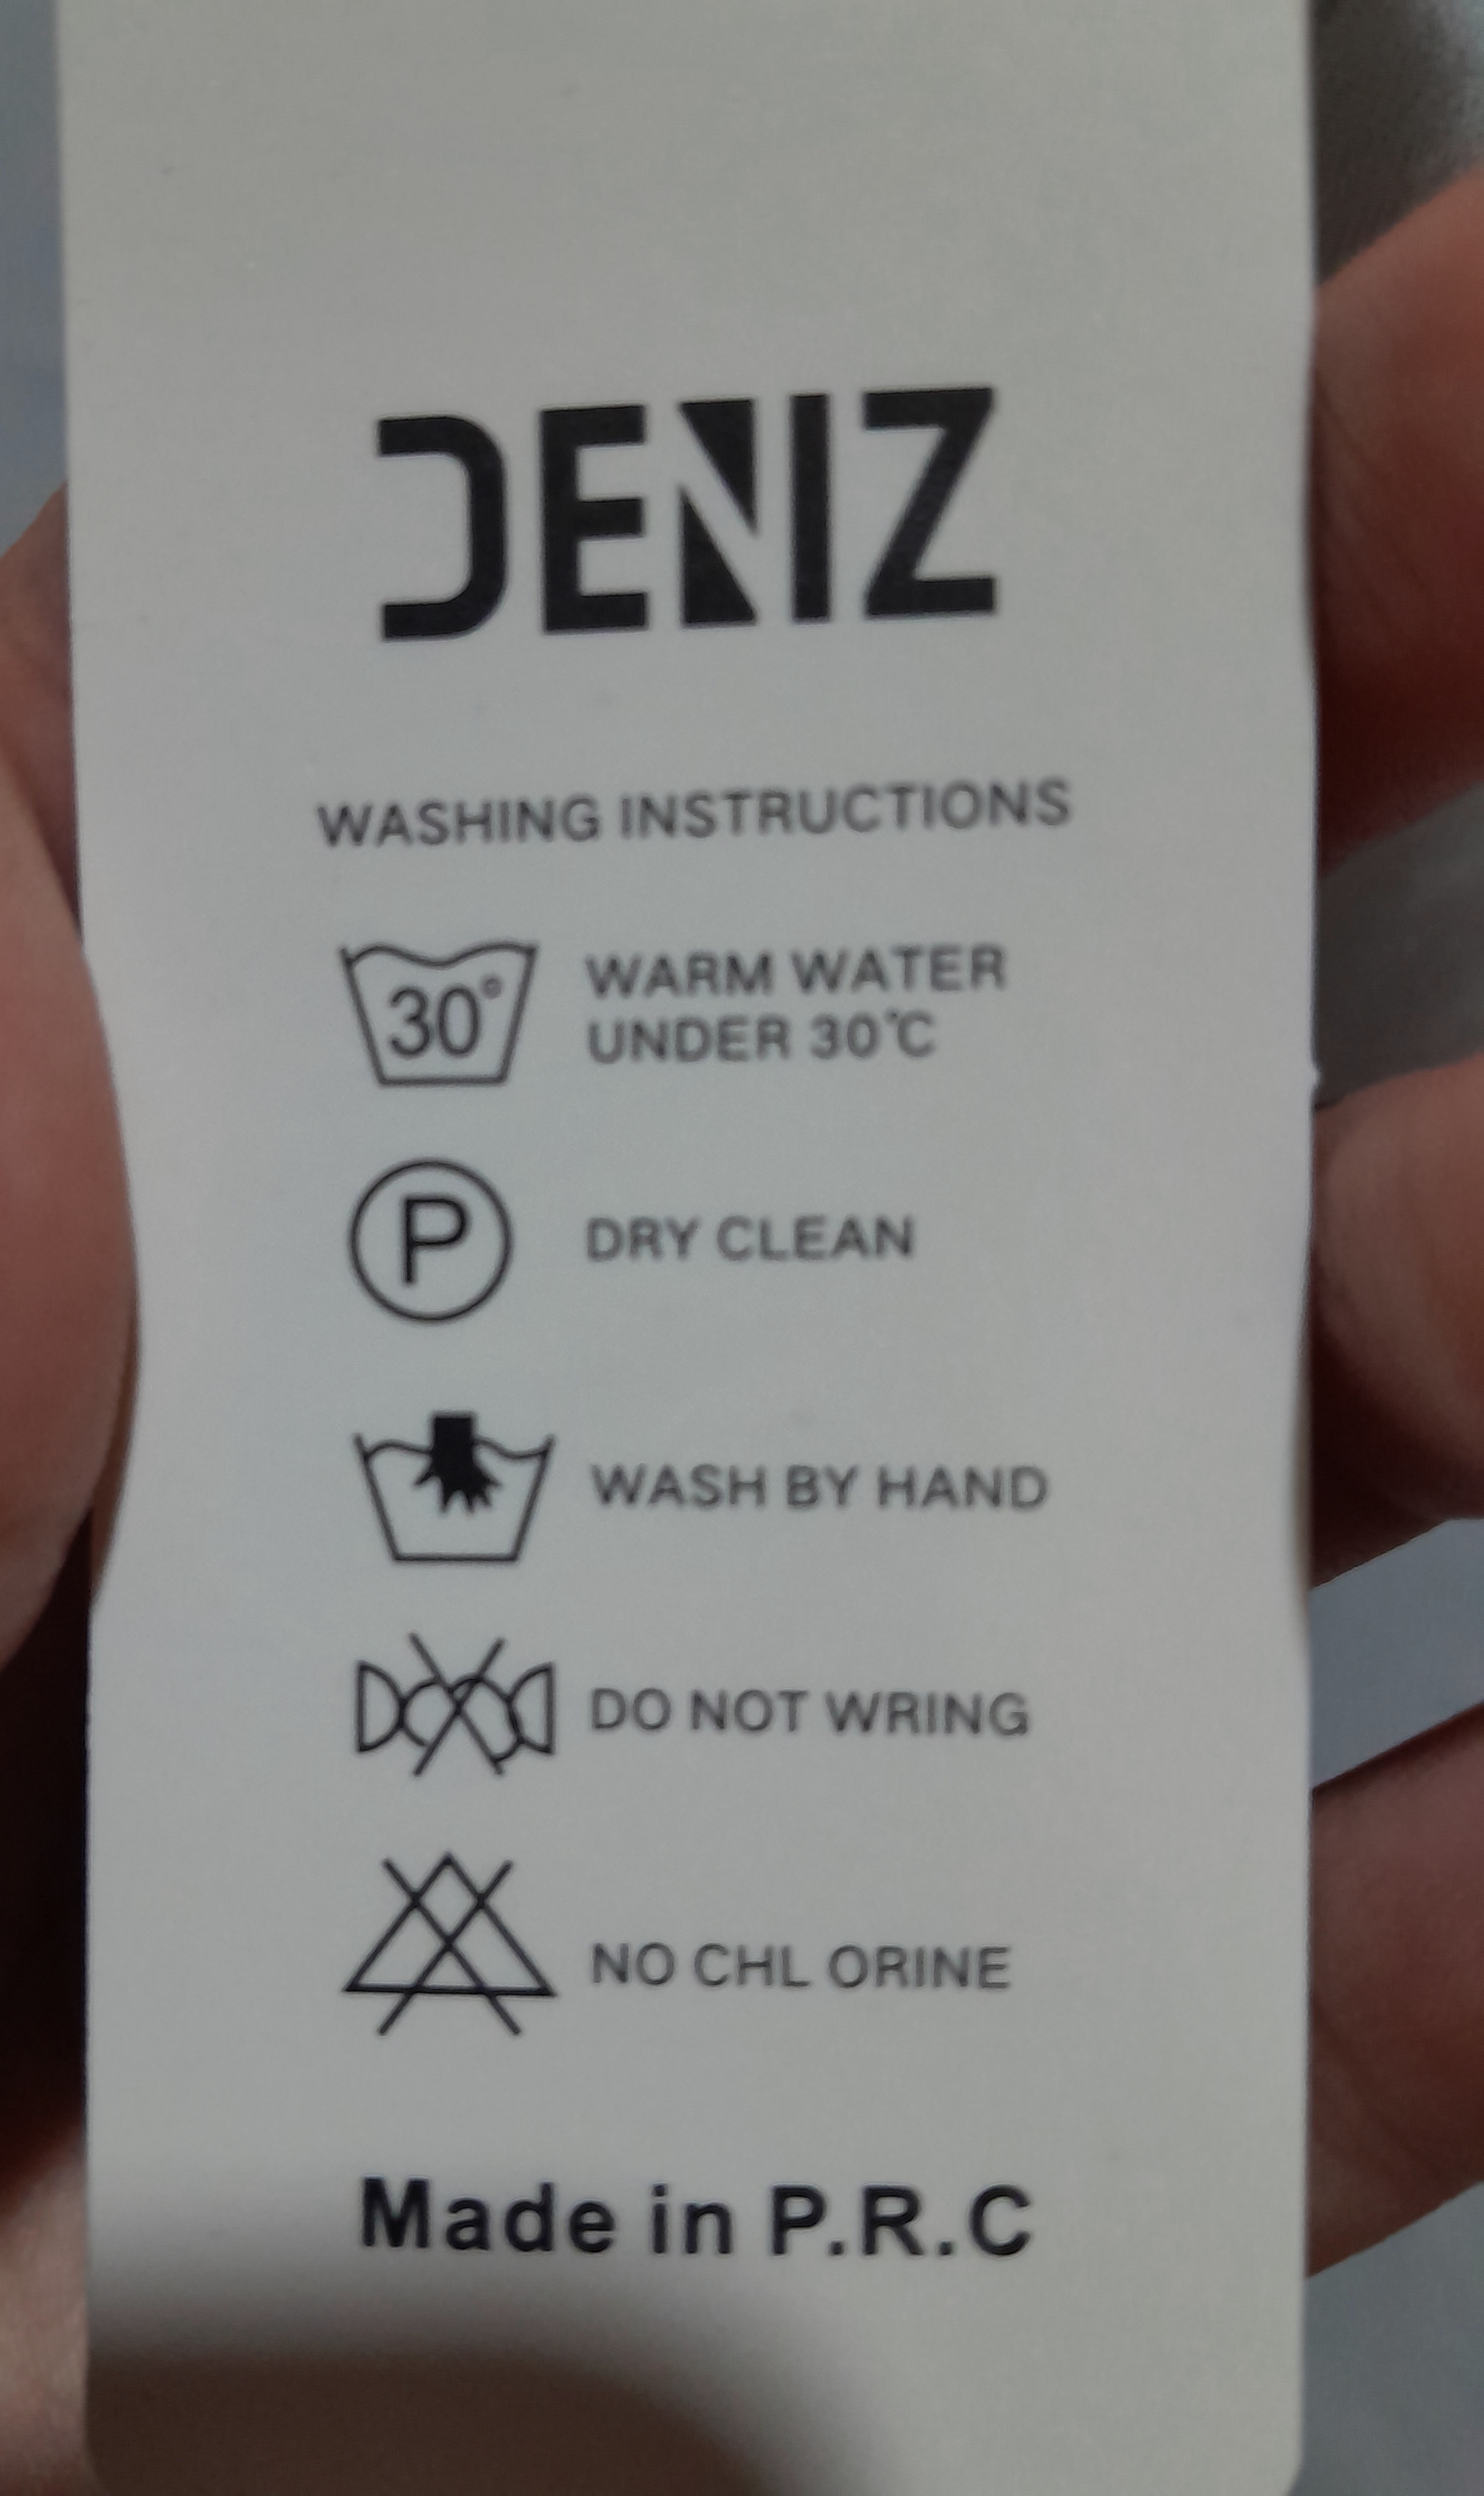 DENIZ
WASHING INSTRUCTIONS
30°
WARM WATER
UNDER 30℃
P
DRY CLEAN
WASH BY HAND
DO NOT WRING
NO CHL ORINE
Made in P.R.C